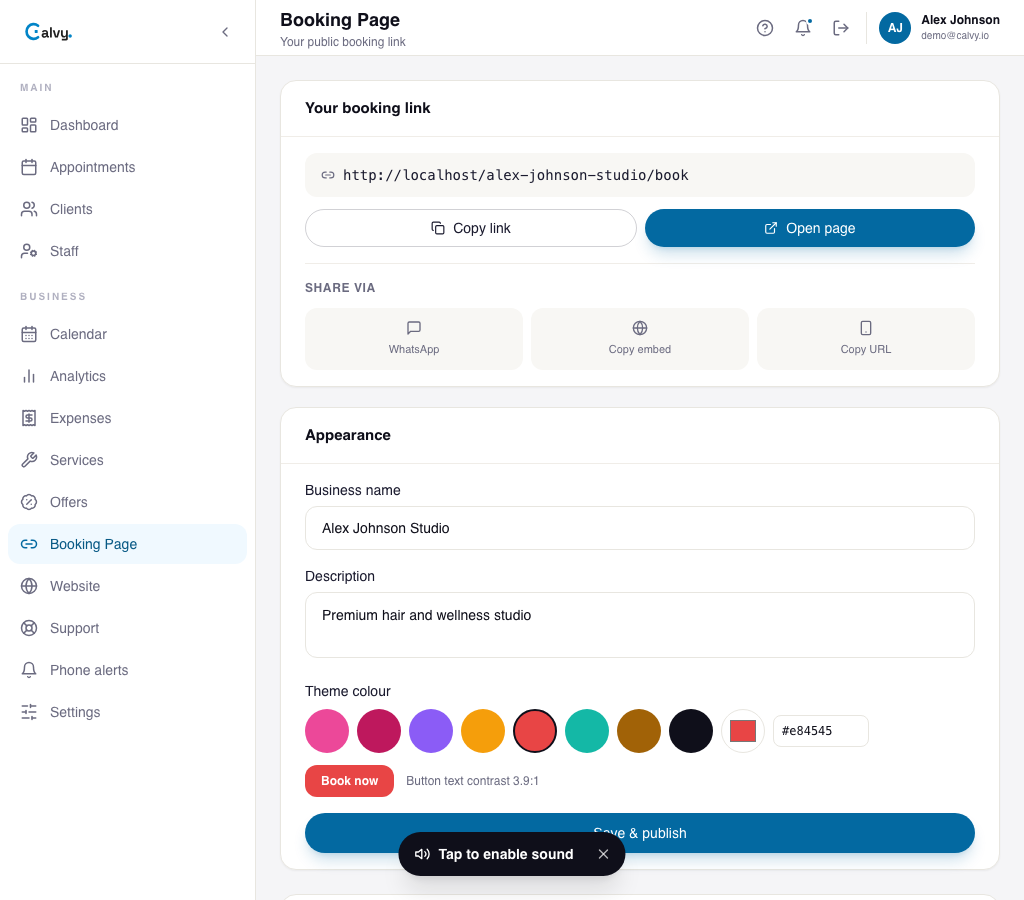 Calvy.
MAIN
Dashboard
Appointments
Clients
Staff
BUSINESS
Calendar
Analytics
Expenses
Services
Offers
Booking Page
Website
Support
Phone alerts
Settings
Booking Page
Your public booking link
AJ
Alex Johnson
demo@calvy.io
Your booking link
http://localhost/alex-johnson-studio/book
Copy link
Open page
SHARE VIA
WhatsApp
Copy embed
Copy URL
Appearance
Business name
Alex Johnson Studio
Description
Premium hair and wellness studio
Theme colour
#e84545
Book now
Button text contrast 3.9:1
Save & publish
Tap to enable sound